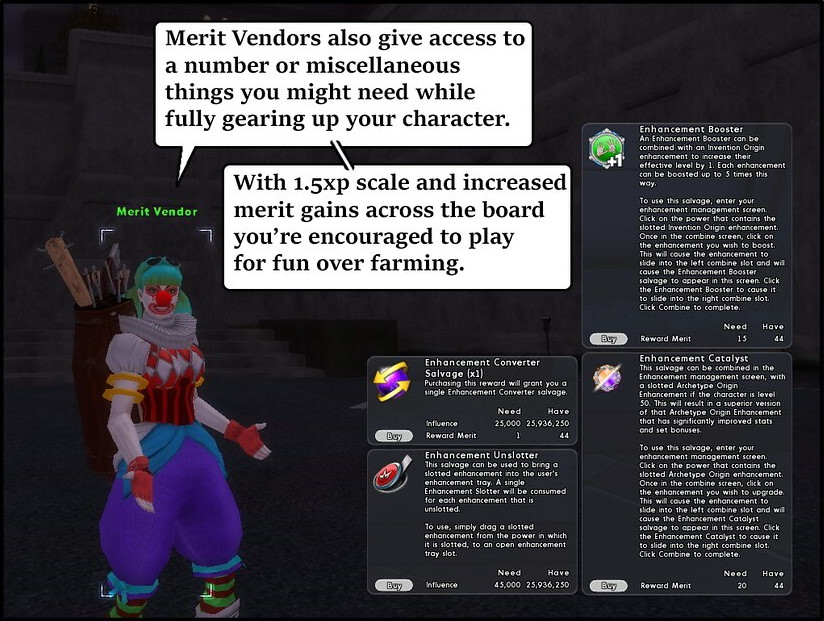 Merit Vendors also give access to
a number or miscellaneous
things you might need while
fully gearing up your character.
With 1.5xp scale and increased
merit gains across the board
you're encouraged to play
for fun over farming.
Merit Vendor
Enhancement Booster
An Enhancement Booster can be
combined with an Invention Origin
enhancement to increase their
effective level by 1. Each enhancement
can be boosted up to 5 times this
way.
To use this salvage, enter your
enhancement management screen.
Click on the power that contains the
slotted Invention Origin enhancement.
Once in the combine screen, click on
the enhancement you wish to boost.
This will cause the enhancement to
slide into the left combine slot and will
cause the Enhancement Booster
salvage to appear in this screen. Click
the Enhancement Booster to cause it
to slide into the right combine slot.
Click Combine to complete.
+1
Need Have
Buy Reward Merit 15 44
Enhancement Converter
Salvage (x1)
Purchasing this reward will grant you a
single Enhancement Converter salvage.
Need Have
Influence 25,000 25,936,250
Buy Reward Merit 1 44
Enhancement Unslotter
This salvage can be used to bring a
slotted enhancement into the user's
enhancement tray. A single
Enhancement Slotter will be consumed
for each enhancement that is
unslotted.
To use, simply drag a slotted
enhancement from the power in which
it is slotted, to an open enhancement
tray slot.
Need Have
Buy Influence 45,000 25,936,250
Enhancement Catalyst
This salvage can be combined in the
Enhancement management screen, with
a slotted Archetype Origin
Enhancement if the character is level
50. This will result in a superior version
of that Archetype Origin Enhancement
that has significantly improved stats
and set bonuses.
To use this salvage, enter your
enhancement management screen.
Click on the power that contains the
slotted Archetype Origin enhancement.
Once in the combine screen, click on
the enhancement you wish to upgrade.
This will cause the enhancement to
slide into the left combine slot and will
cause the Enhancement Catalyst
salvage to appear in this screen. Click
the Enhancement Catalyst to cause it
to slide into the right combine slot.
Click Combine to complete.
Need Have
Buy Reward Merit 20 44